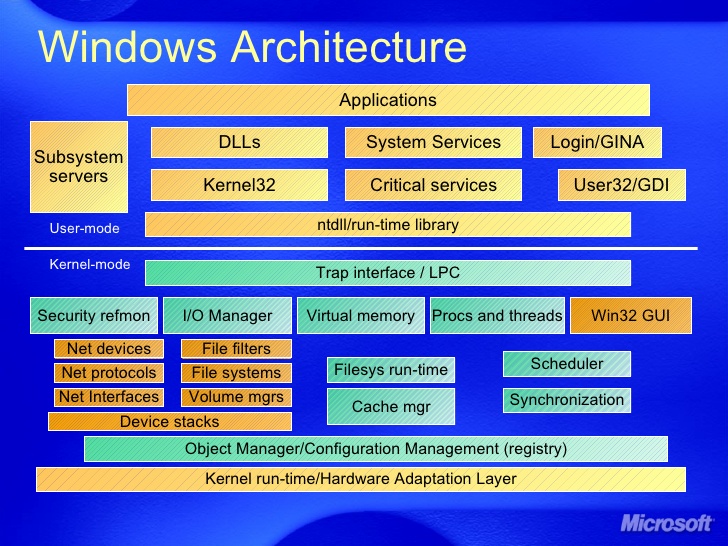 Windows Architecture
Applications
Subsystem
servers
DLLs
System Services
Login/GINA
Kernel32
Critical services
User32/GDI
User-mode
ntdll/run-time library
Kernel-mode
Trap interface / LPC
Security refmon
I/O Manager
Virtual memory
Procs and threads
Win32 GUI
Net devices
File filters
Net protocols
File systems
Filesys run-time
Scheduler
Net Interfaces
Volume mgrs
Cache mgr
Synchronization
Device stacks
Object Manager/Configuration Management (registry)
Kernel run-time/Hardware Adaptation Layer
Microsoft